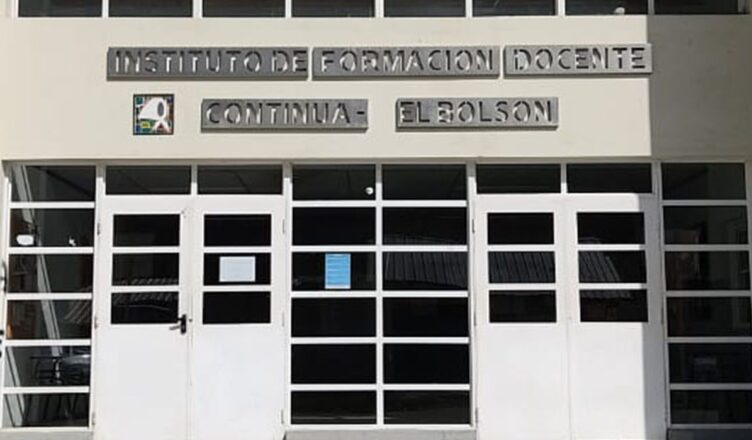 INSTITUTO DE FORMACION DOCENTE
CONTINUA - EL BOLSON